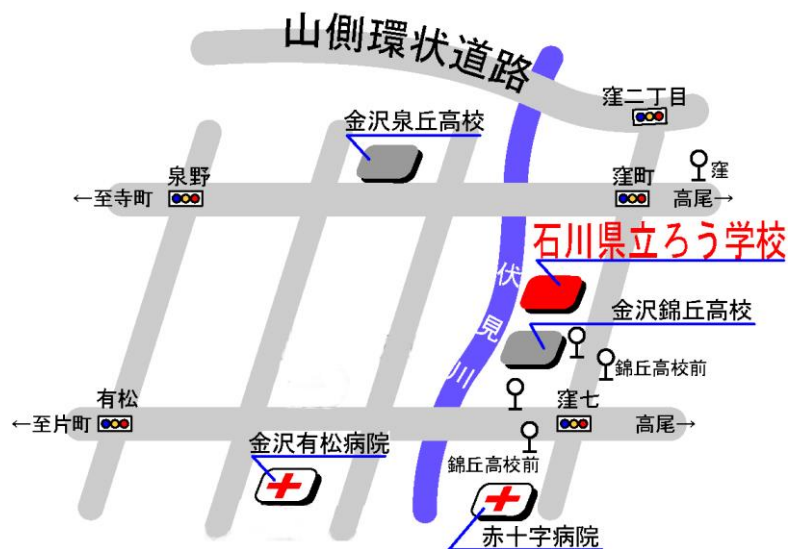 山側環状道路
窪二丁目
金沢泉丘高校
窪
泉野
窪町
←至寺町
高尾→
石川県立ろう学校
伏見川
金沢錦丘高校
錦丘高校前
有松
窪七
←至片町
高尾→
金沢有松病院
錦丘高校前
赤十字病院